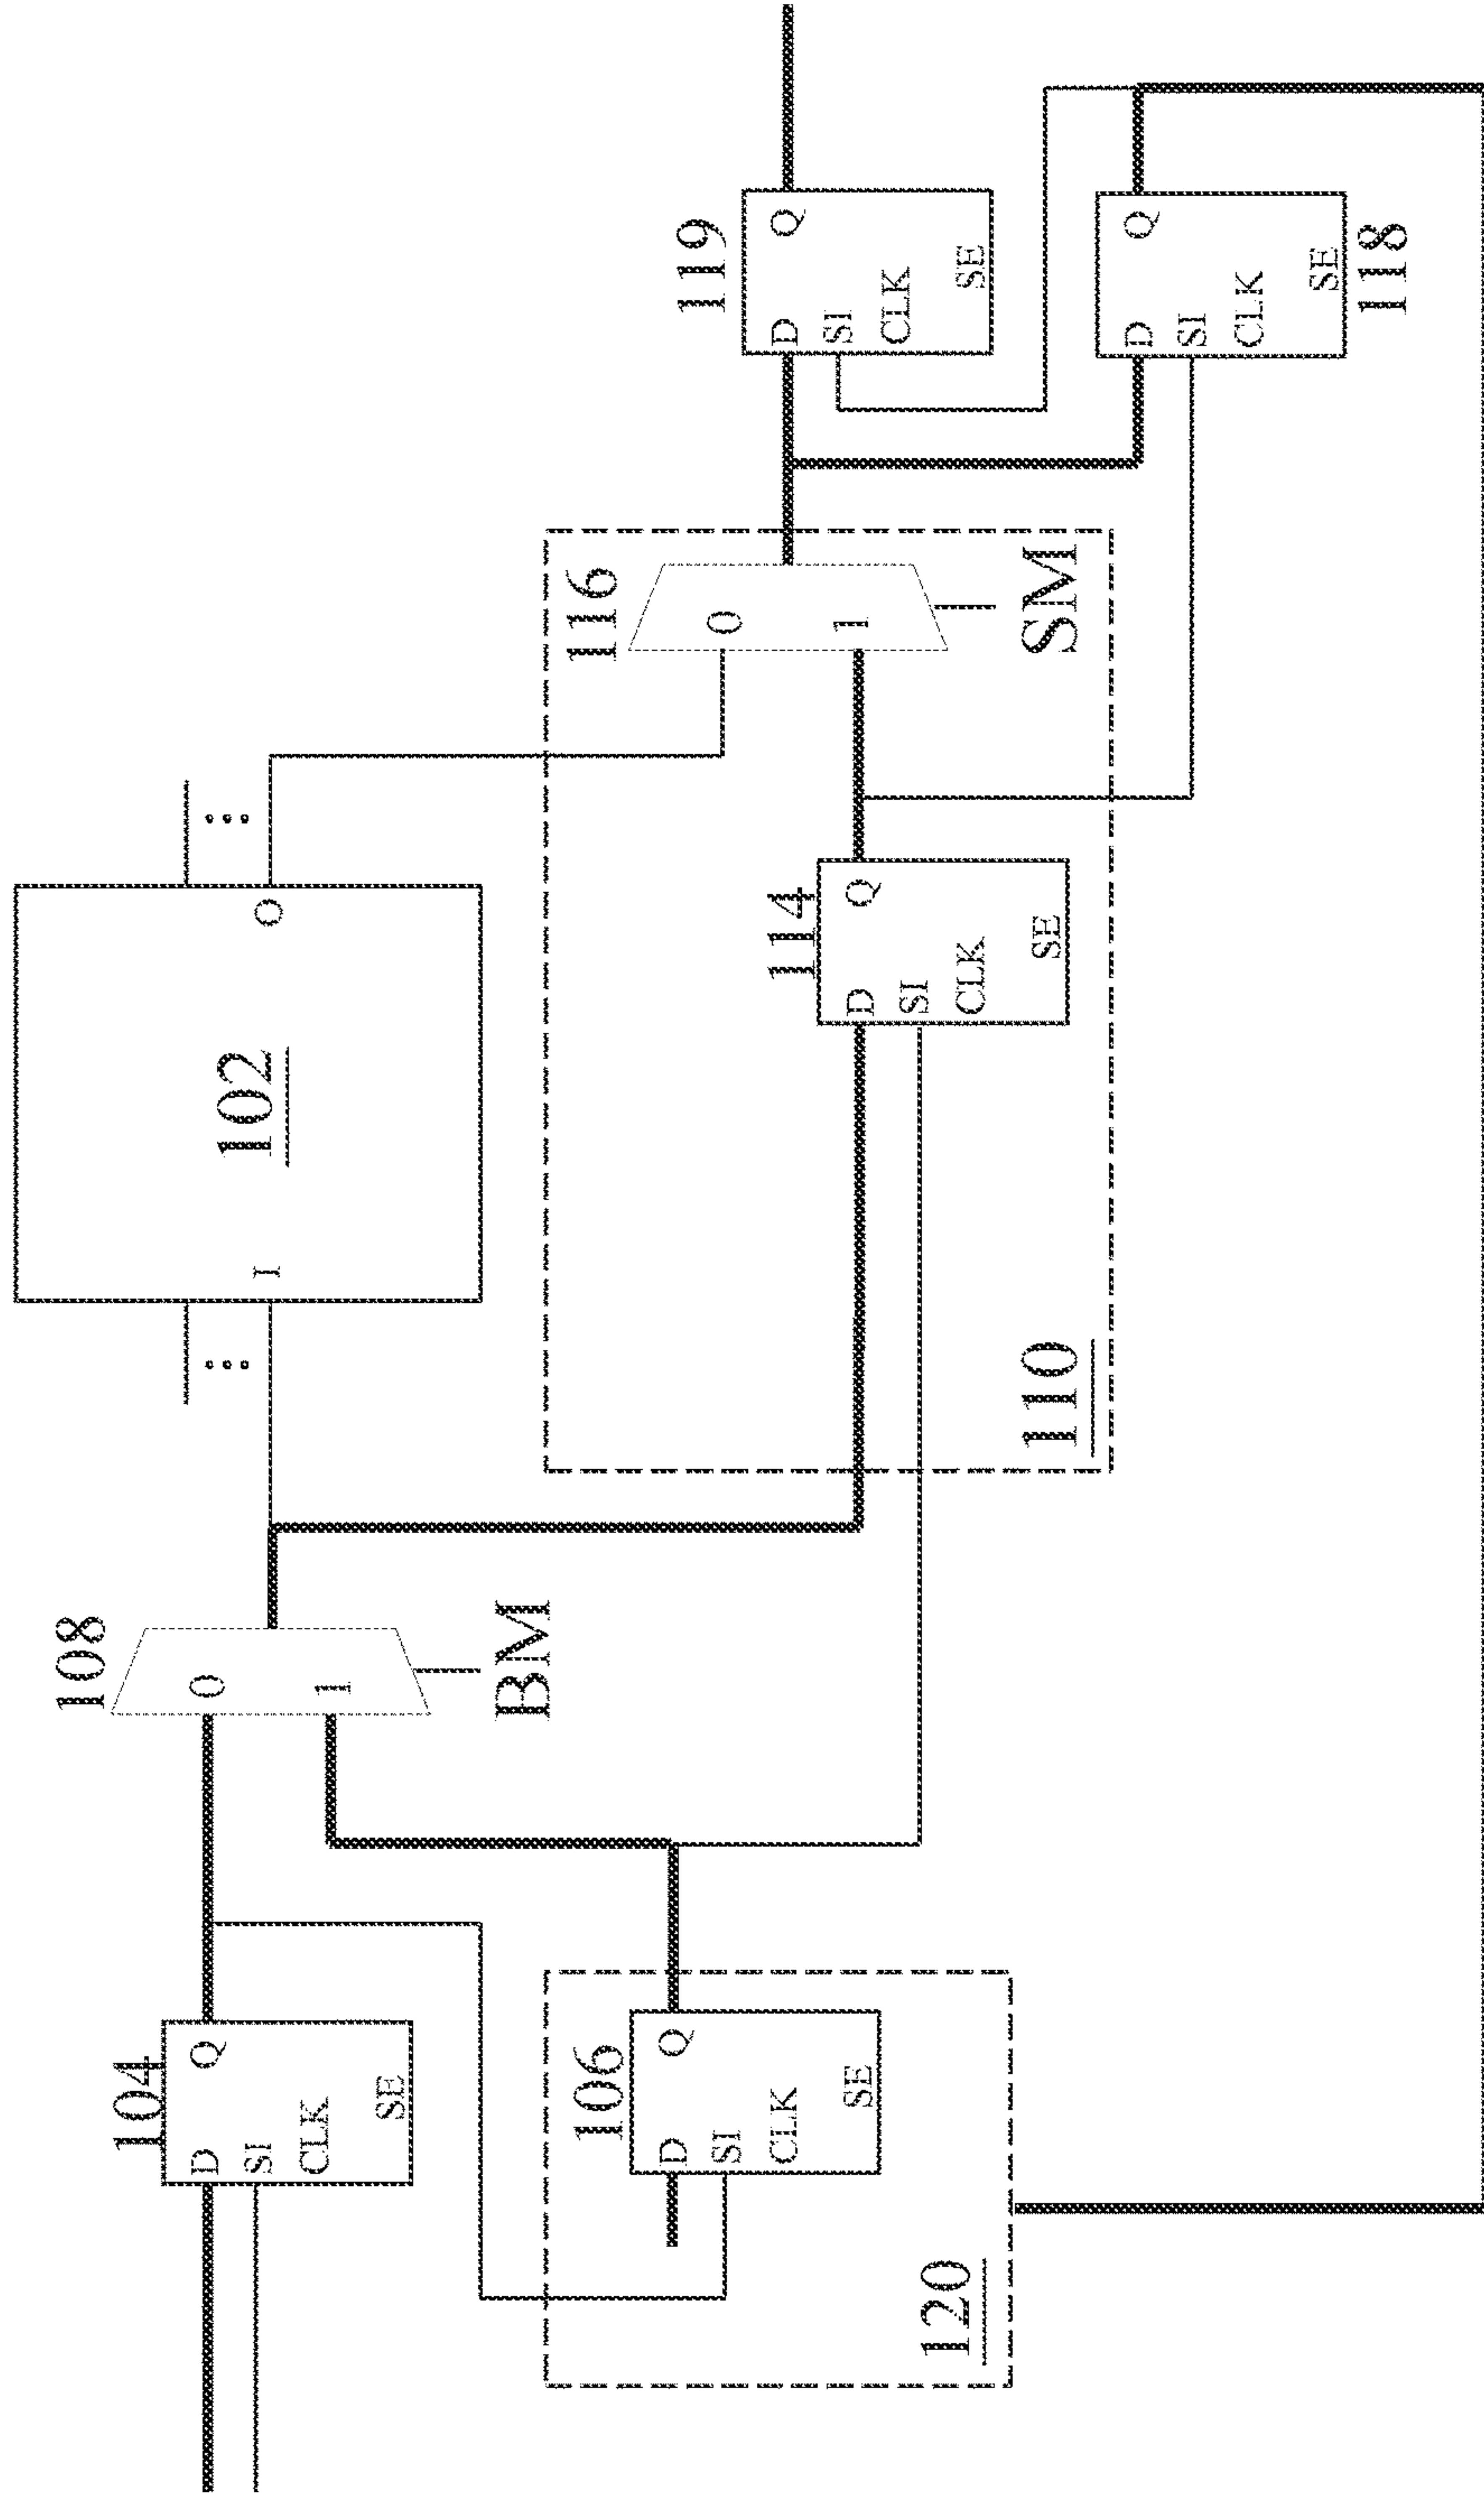 104
D
Q
SI
CLK
SE
106
D
Q
SI
CLK
SE
120
108
0
1
BM
102
I
O
...
...
110
114
D
Q
SI
CLK
SE
116
0
1
SM
119
D
Q
SI
CLK
SE
D
Q
SI
CLK
SE
118